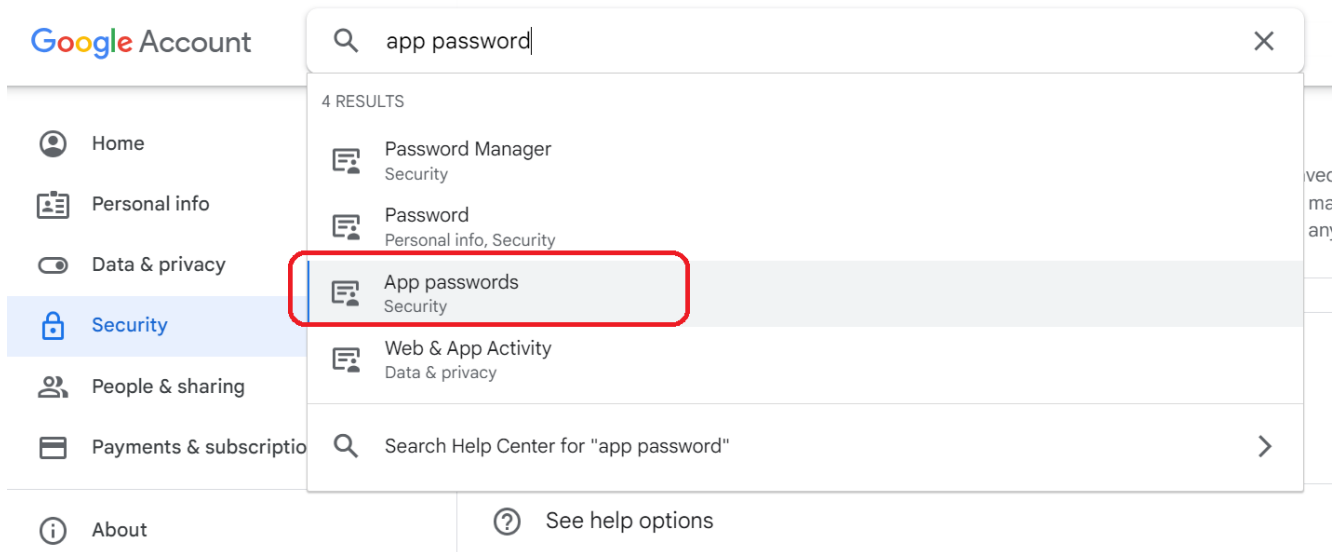 Google Account
app password
4 RESULTS
Password Manager
Security
Password
Personal info, Security
App passwords
Security
Web & App Activity
Data & privacy
Search Help Center for "app password"
Home
Personal info
Data & privacy
Security
People & sharing
Payments &
About
See help options
any